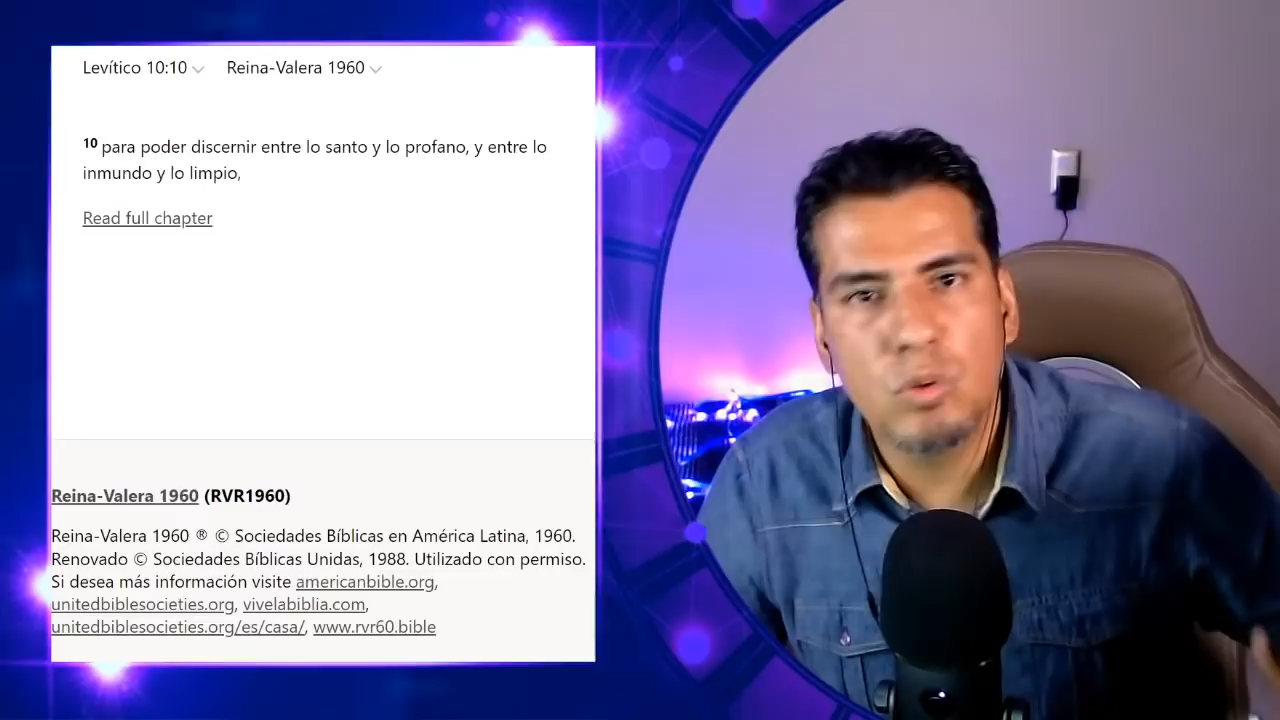 Levítico 10:10 Reina-Valera 1960
10 para poder discernir entre lo santo y lo profano, y entre lo
inmundo y lo limpio,
Read full chapter
Reina-Valera 1960 (RVR1960)
Reina-Valera 1960 ® © Sociedades Bíblicas en América Latina, 1960.
Renovado © Sociedades Bíblicas Unidas, 1988. Utilizado con permiso.
Si desea más información visite americanbible.org,
unitedbiblesocieties.org, vivelabiblia.com,
unitedbiblesocieties.org/es/casa/, www.rvr60.bible